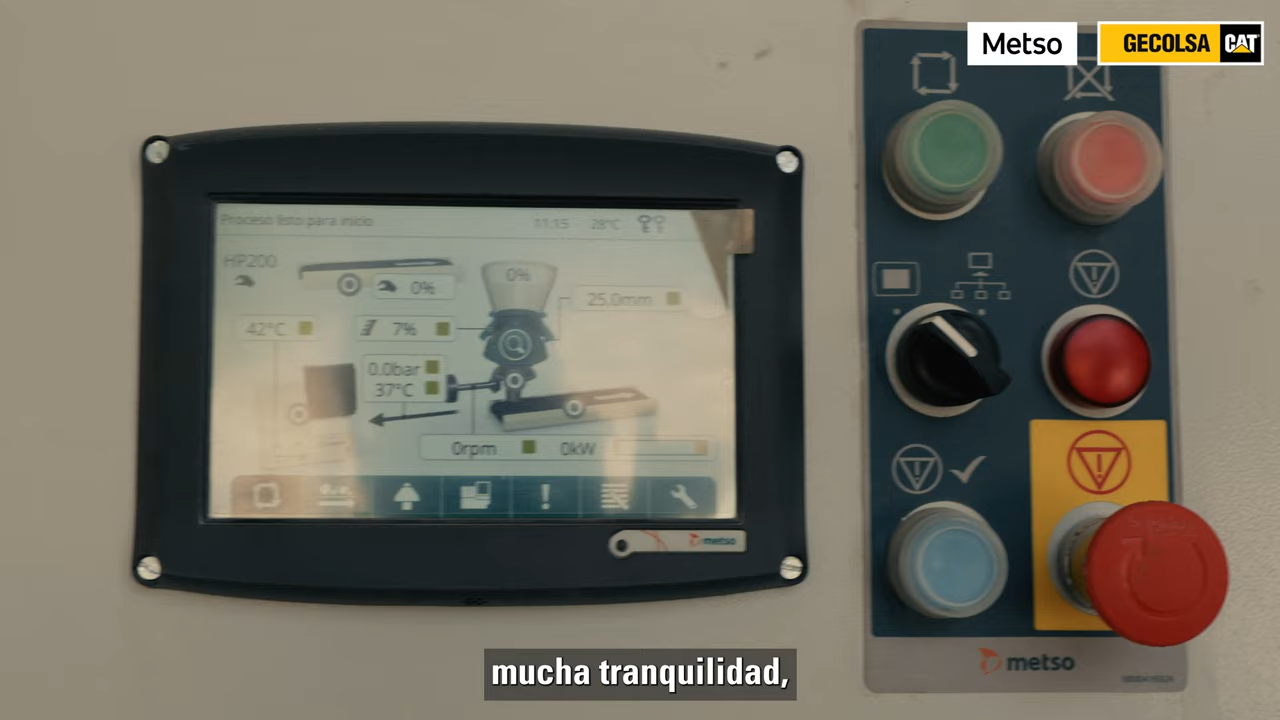 Metso
GECOLSA CAT
Proceso listo para inicio
11:15
28°C
HP200
0%
0%
25.0mm
42°C
7%
0.0bar
37°C
0rpm
0kW
metso
metso
mucha tranquilidad,